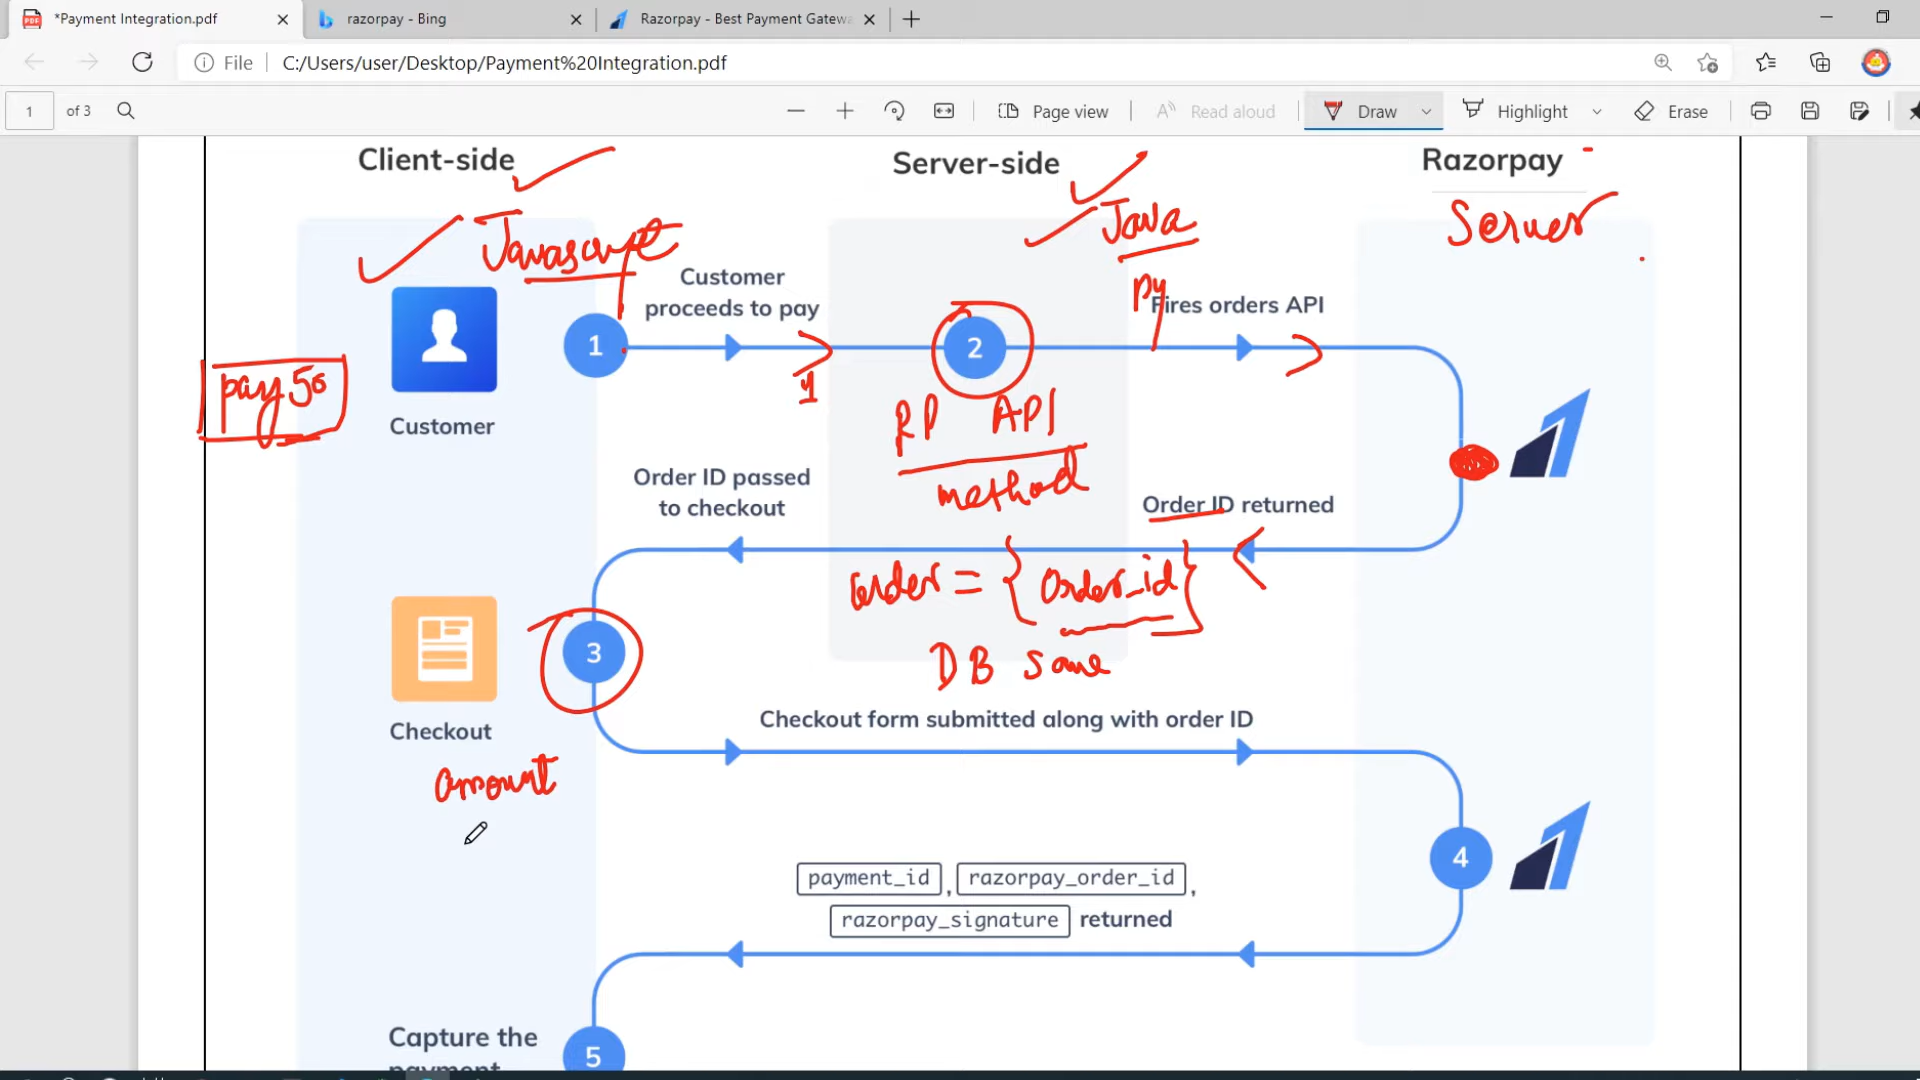 *Payment Integration.pdf
razorpay - Bing
Razorpay - Best Payment Gatewa
File
C:/Users/user/Desktop/Payment%20Integration.pdf
1 of 3
Page view
Read aloud
Draw
Highlight
Erase
Client-side
Server-side
Razorpay
Javascript
Java
Server
py
Customer
proceeds to pay
Fires orders API
1
2
1
pay 50
Customer
RP API
method
Order ID passed
to checkout
Order ID returned
order = { order_id }
DB save
3
Checkout
Checkout form submitted along with order ID
amount
payment_id , razorpay_order_id ,
razorpay_signature returned
4
Capture the
payment
5